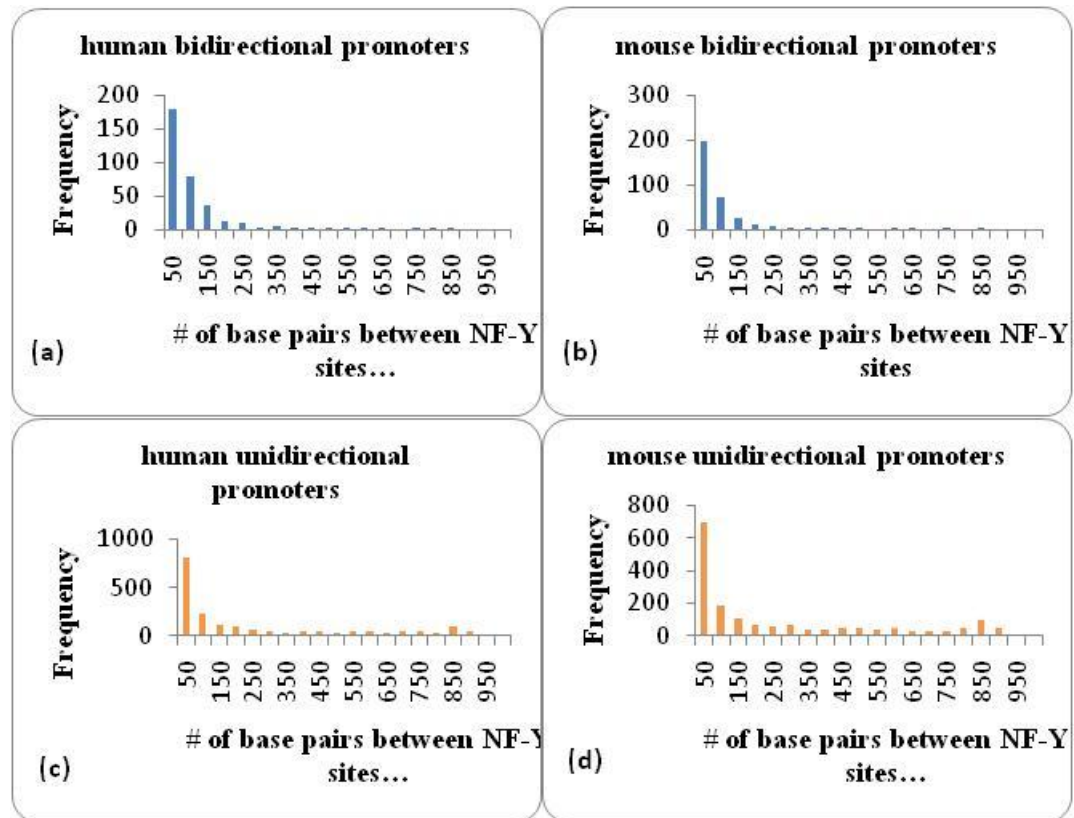 human bidirectional promoters
Frequency
200
150
100
50
0
50
150
250
350
450
550
650
750
850
950
# of base pairs between NF-Y
sites…
(a)
mouse bidirectional promoters
Frequency
300
200
100
0
50
150
250
350
450
550
650
750
850
950
# of base pairs between NF-Y
sites
(b)
human unidirectional
promoters
Frequency
1000
500
0
50
150
250
350
450
550
650
750
850
950
# of base pairs between NF-Y
sites…
(c)
mouse unidirectional promoters
Frequency
800
600
400
200
0
50
150
250
350
450
550
650
750
850
950
# of base pairs between NF-Y
sites…
(d)